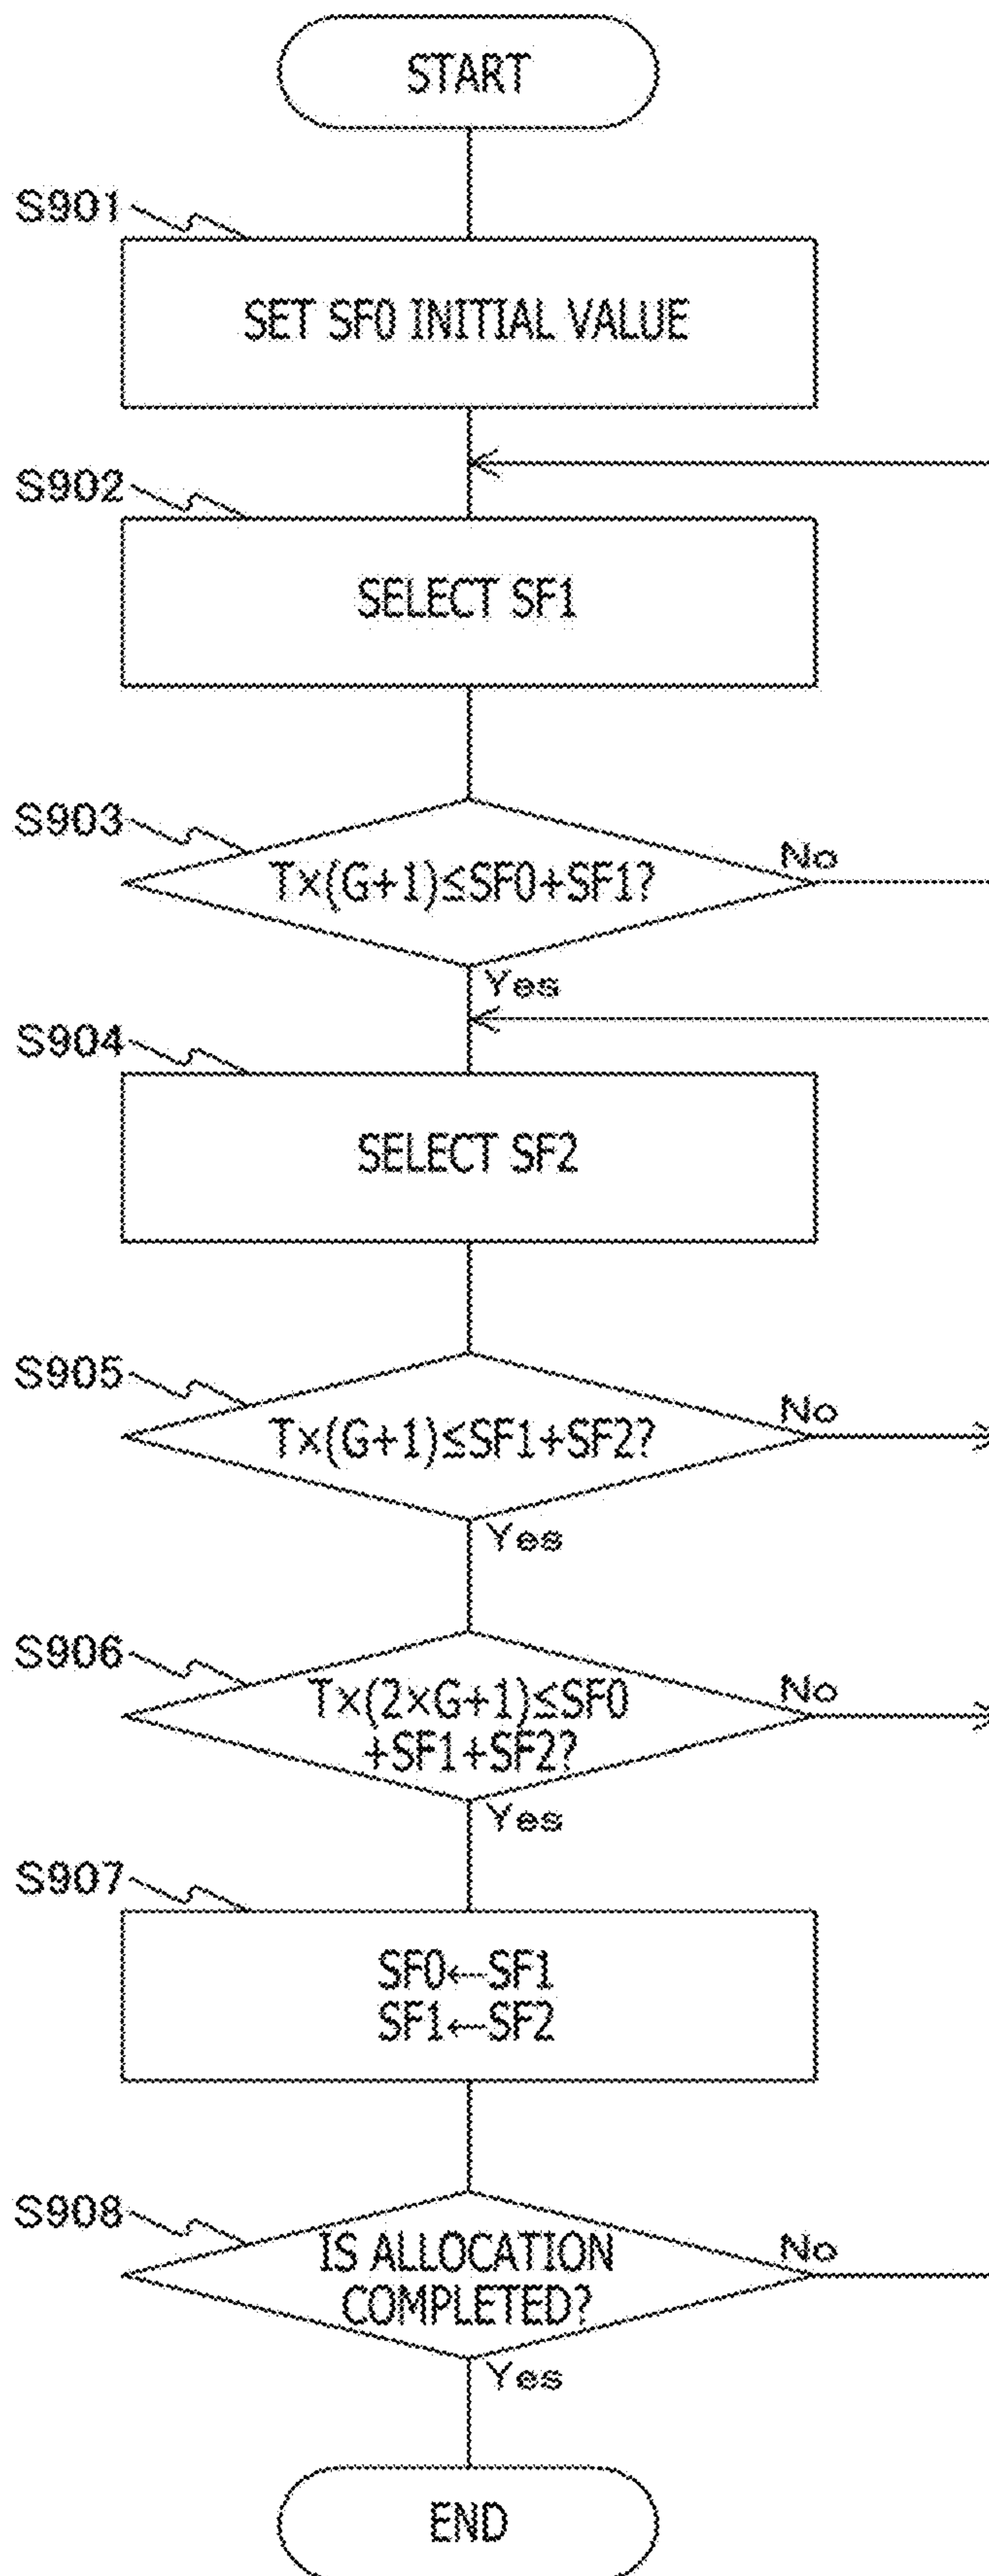 START
S901
SET SF0 INITIAL VALUE
S902
SELECT SF1
S903
T×(G+1)≤SF0+SF1?
No
Yes
S904
SELECT SF2
S905
T×(G+1)≤SF1+SF2?
No
Yes
S906
T×(2×G+1)≤SF0
+SF1+SF2?
No
Yes
S907
SF0←SF1
SF1←SF2
S908
IS ALLOCATION
COMPLETED?
No
Yes
END